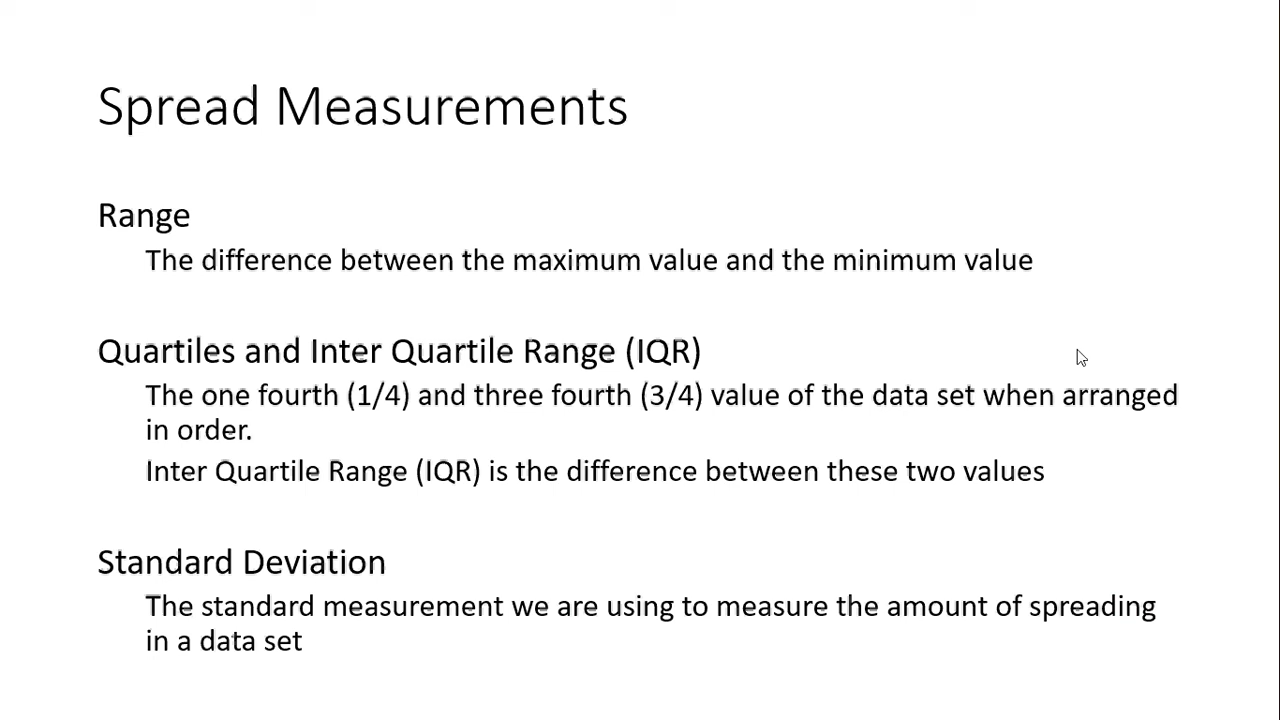 Spread Measurements
Range
The difference between the maximum value and the minimum value
Quartiles and Inter Quartile Range (IQR)
The one fourth (1/4) and three fourth (3/4) value of the data set when arranged
in order.
Inter Quartile Range (IQR) is the difference between these two values
Standard Deviation
The standard measurement we are using to measure the amount of spreading
in a data set